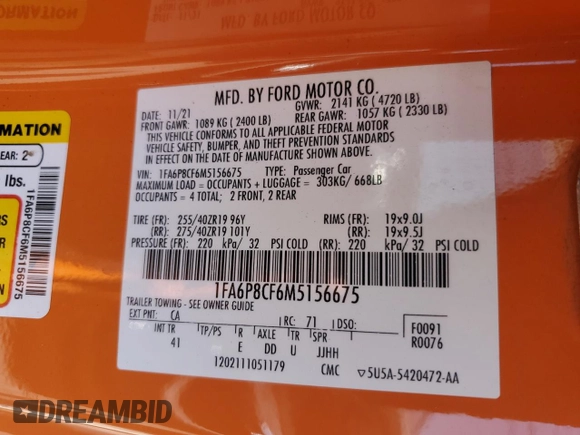 MFD. BY FORD MOTOR CO.
DATE: 11/21 GVWR: 2141 KG ( 4720 LB)
FRONT GAWR: 1089 KG ( 2400 LB) REAR GAWR: 1057 KG ( 2330 LB)
THIS VEHICLE CONFORMS TO ALL APPLICABLE FEDERAL MOTOR
VEHICLE SAFETY, BUMPER, AND THEFT PREVENTION STANDARDS
IN EFFECT ON THE DATE OF MANUFACTURE SHOWN ABOVE.
VIN: 1FA6P8CF6M5156675 TYPE: Passenger Car
MAXIMUM LOAD = OCCUPANTS + LUGGAGE = 303KG/ 668LB
OCCUPANTS = 4 TOTAL; 2 FRONT, 2 REAR
TIRE (FR): 255/40ZR19 96Y RIMS (FR): 19x9.0J
(RR): 275/40ZR19 101Y (RR): 19x9.5J
PRESSURE (FR): 220 kPa/ 32 PSI COLD (RR): 220 kPa/ 32 PSI COLD
1FA6P8CF6M5156675
TRAILER TOWING - SEE OWNER GUIDE
EXT PNT: CA RC: 71 DSO:
INT TR TP/PS R AXLE TR SPR
41 E DD U JJHH
F0091
R0076
1202111051179 CMC 5U5A-5420472-AA
RMATION
EAR: 2
lbs.
1FA6P8CF6M5156675
DREAMBID